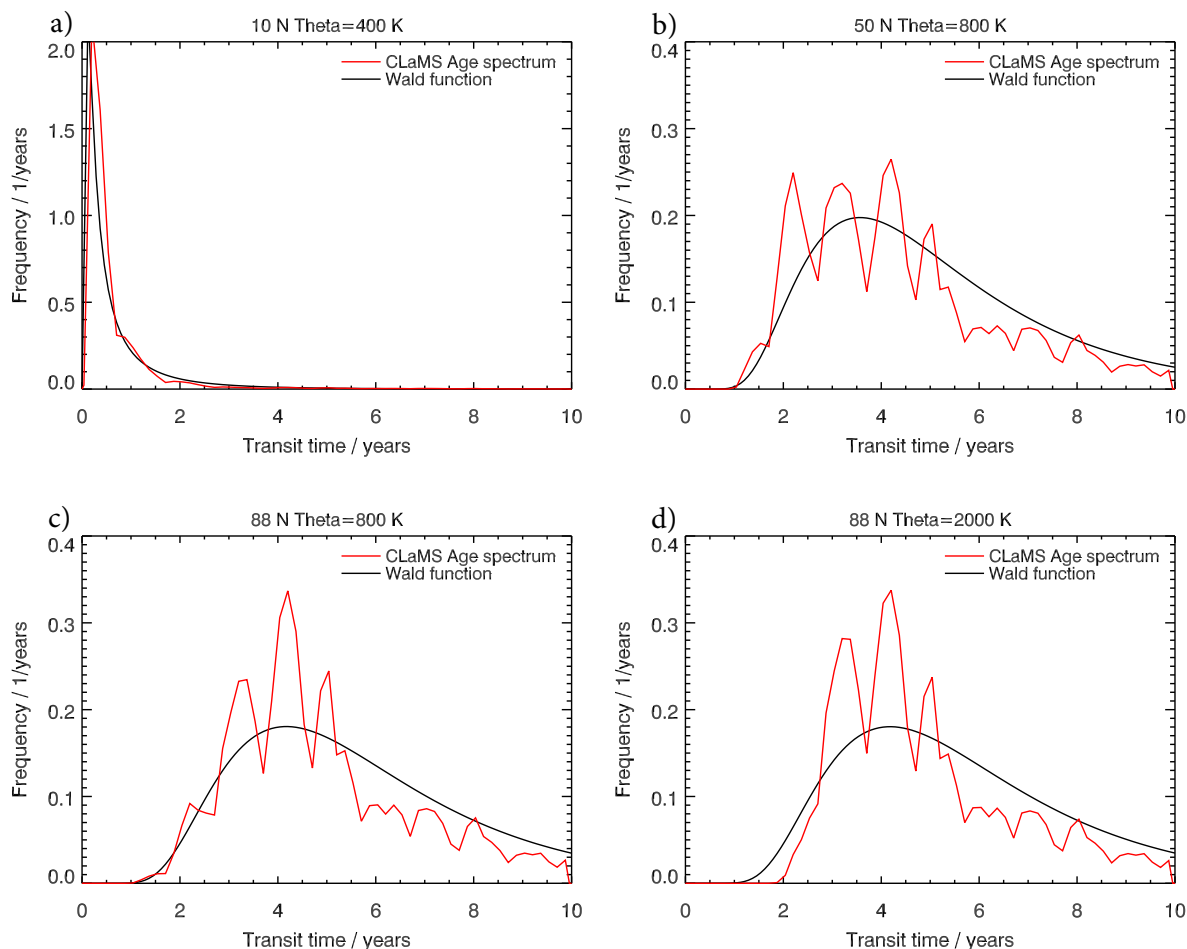 a)
10 N Theta=400 K
CLaMS Age spectrum
Wald function
Frequency / 1/years
2.0
1.5
1.0
0.5
0.0
0 2 4 6 8 10
Transit time / years
b)
50 N Theta=800 K
CLaMS Age spectrum
Wald function
Frequency / 1/years
0.4
0.3
0.2
0.1
0.0
0 2 4 6 8 10
Transit time / years
c)
88 N Theta=800 K
CLaMS Age spectrum
Wald function
Frequency / 1/years
0.4
0.3
0.2
0.1
0.0
0 2 4 6 8 10
Transit time / years
d)
88 N Theta=2000 K
CLaMS Age spectrum
Wald function
Frequency / 1/years
0.4
0.3
0.2
0.1
0.0
0 2 4 6 8 10
Transit time / years